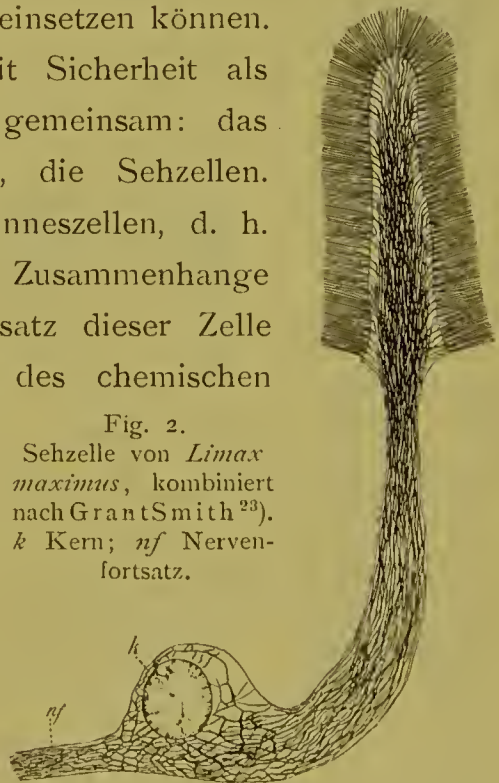 einsetzen können.
it Sicherheit als
gemeinsam: das
, die Sehzellen.
nneszellen, d. h.
Zusammenhange
satz dieser Zelle
des chemischen
Fig. 2.
Sehzelle von Limax
maximus, kombiniert
nach Grant Smith ²³).
k Kern; nf Nerven-
fortsatz.
k
nf